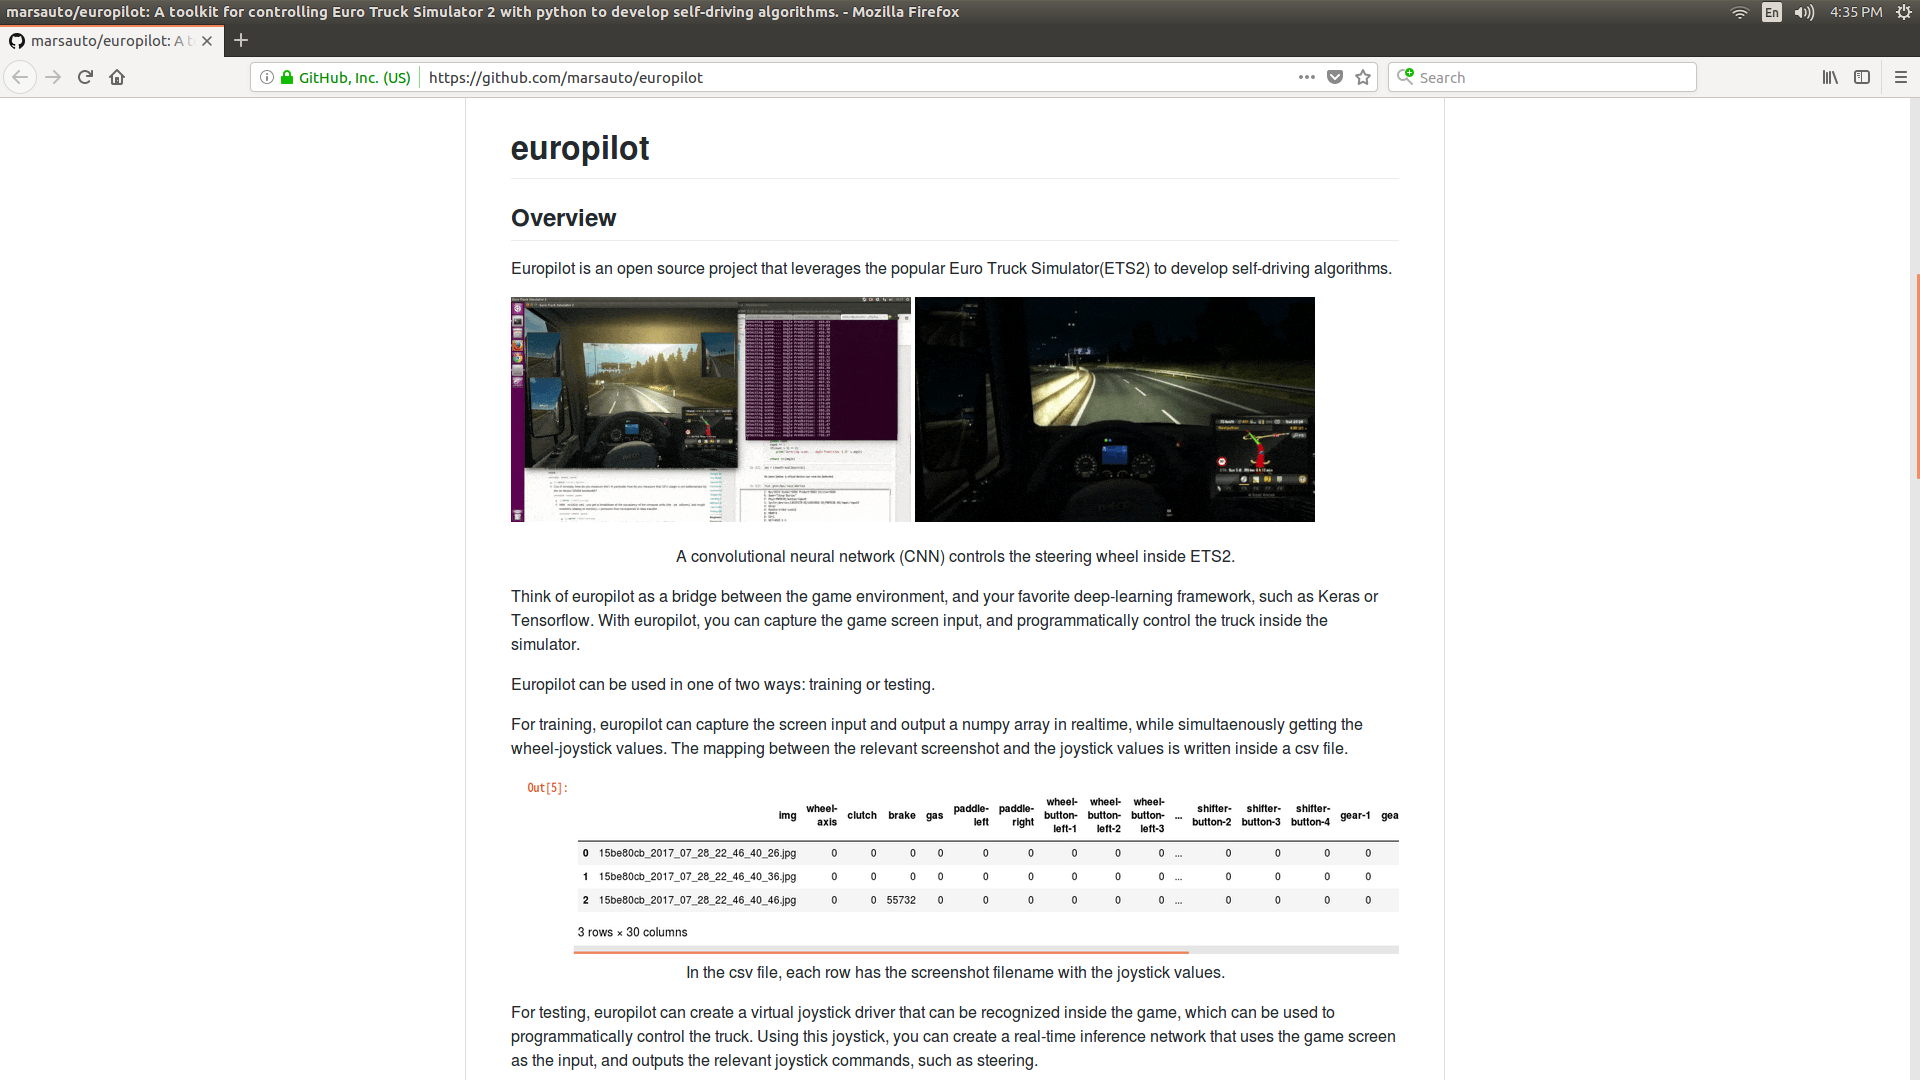 marsauto/europilot: A toolkit for controlling Euro Truck Simulator 2 with python to develop self-driving algorithms. - Mozilla Firefox
En
4:35 PM
marsauto/europilot: A t
GitHub, Inc. (US)
https://github.com/marsauto/europilot
Search
europilot
Overview
Europilot is an open source project that leverages the popular Euro Truck Simulator(ETS2) to develop self-driving algorithms.
A convolutional neural network (CNN) controls the steering wheel inside ETS2.
Think of europilot as a bridge between the game environment, and your favorite deep-learning framework, such as Keras or
Tensorflow. With europilot, you can capture the game screen input, and programmatically control the truck inside the
simulator.
Europilot can be used in one of two ways: training or testing.
For training, europilot can capture the screen input and output a numpy array in realtime, while simultaenously getting the
wheel-joystick values. The mapping between the relevant screenshot and the joystick values is written inside a csv file.
Out[5]:
img wheel-axis clutch brake gas paddle-left paddle-right wheel-button-left-1 wheel-button-left-2 wheel-button-left-3 ... shifter-button-2 shifter-button-3 shifter-button-4 gear-1 gea
0 15be80cb_2017_07_28_22_46_40_26.jpg 0 0 0 0 0 0 0 0 0 ... 0 0 0 0
1 15be80cb_2017_07_28_22_46_40_36.jpg 0 0 0 0 0 0 0 0 0 ... 0 0 0 0
2 15be80cb_2017_07_28_22_46_40_46.jpg 0 0 55732 0 0 0 0 0 0 ... 0 0 0 0
3 rows × 30 columns
In the csv file, each row has the screenshot filename with the joystick values.
For testing, europilot can create a virtual joystick driver that can be recognized inside the game, which can be used to
programmatically control the truck. Using this joystick, you can create a real-time inference network that uses the game screen
as the input, and outputs the relevant joystick commands, such as steering.